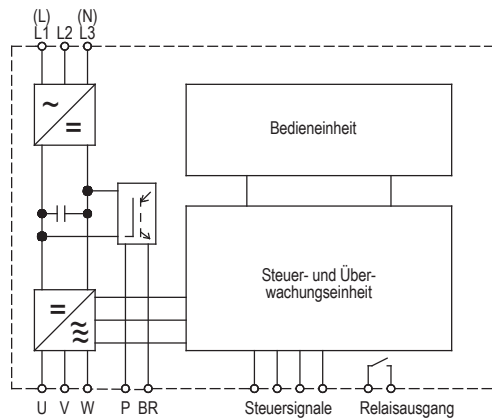 (L) (N)
L1 L2 L3
~
=
Bedieneinheit
Steuer- und Über-
wachungseinheit
=
≈
U V W P BR Steuersignale Relaisausgang